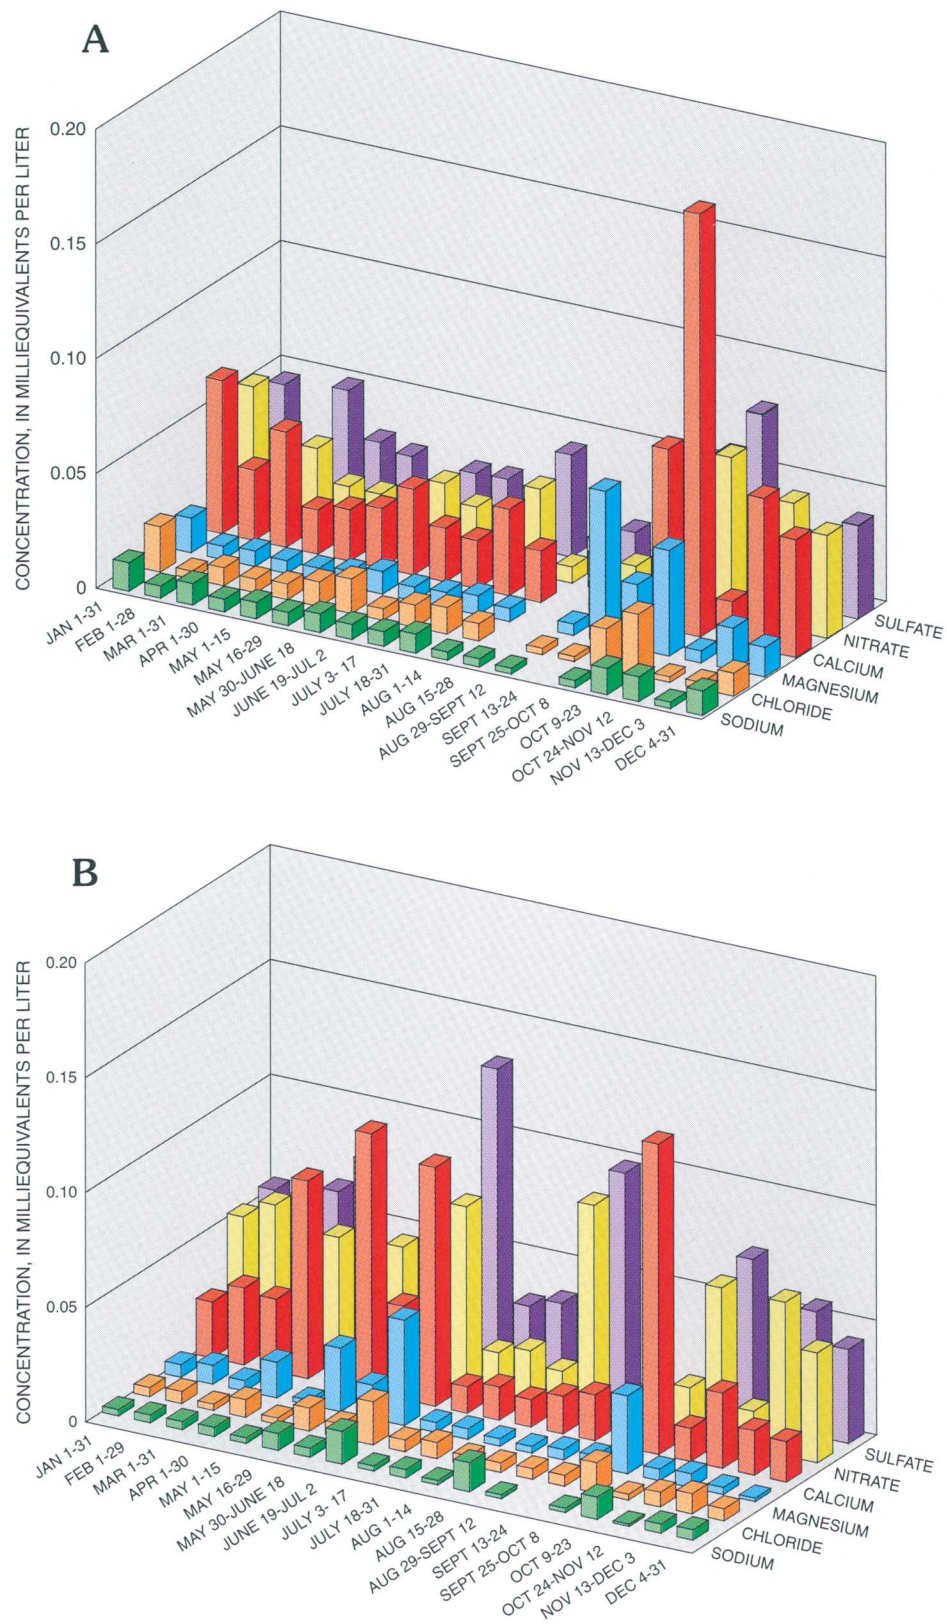 A
CONCENTRATION, IN MILLIEQUIVALENTS PER LITER
0.20
0.15
0.10
0.05
0
JAN 1-31
FEB 1-28
MAR 1-31
APR 1-30
MAY 1-15
MAY 16-29
MAY 30-JUNE 18
JUNE 19-JUL 2
JULY 3- 17
JULY 18-31
AUG 1-14
AUG 15-28
AUG 29-SEPT 12
SEPT 13-24
SEPT 25-OCT 8
OCT 9-23
OCT 24-NOV 12
NOV 13-DEC 3
DEC 4-31
SULFATE
NITRATE
CALCIUM
MAGNESIUM
CHLORIDE
SODIUM
B
CONCENTRATION, IN MILLIEQUIVALENTS PER LITER
0.20
0.15
0.10
0.05
0
JAN 1-31
FEB 1-29
MAR 1-31
APR 1-30
MAY 1-15
MAY 16-29
MAY 30-JUNE 18
JUNE 19-JUL 2
JULY 3- 17
JULY 18-31
AUG 1-14
AUG 15-28
AUG 29-SEPT 12
SEPT 13-24
SEPT 25-OCT 8
OCT 9-23
OCT 24-NOV 12
NOV 13-DEC 3
DEC 4-31
SULFATE
NITRATE
CALCIUM
MAGNESIUM
CHLORIDE
SODIUM